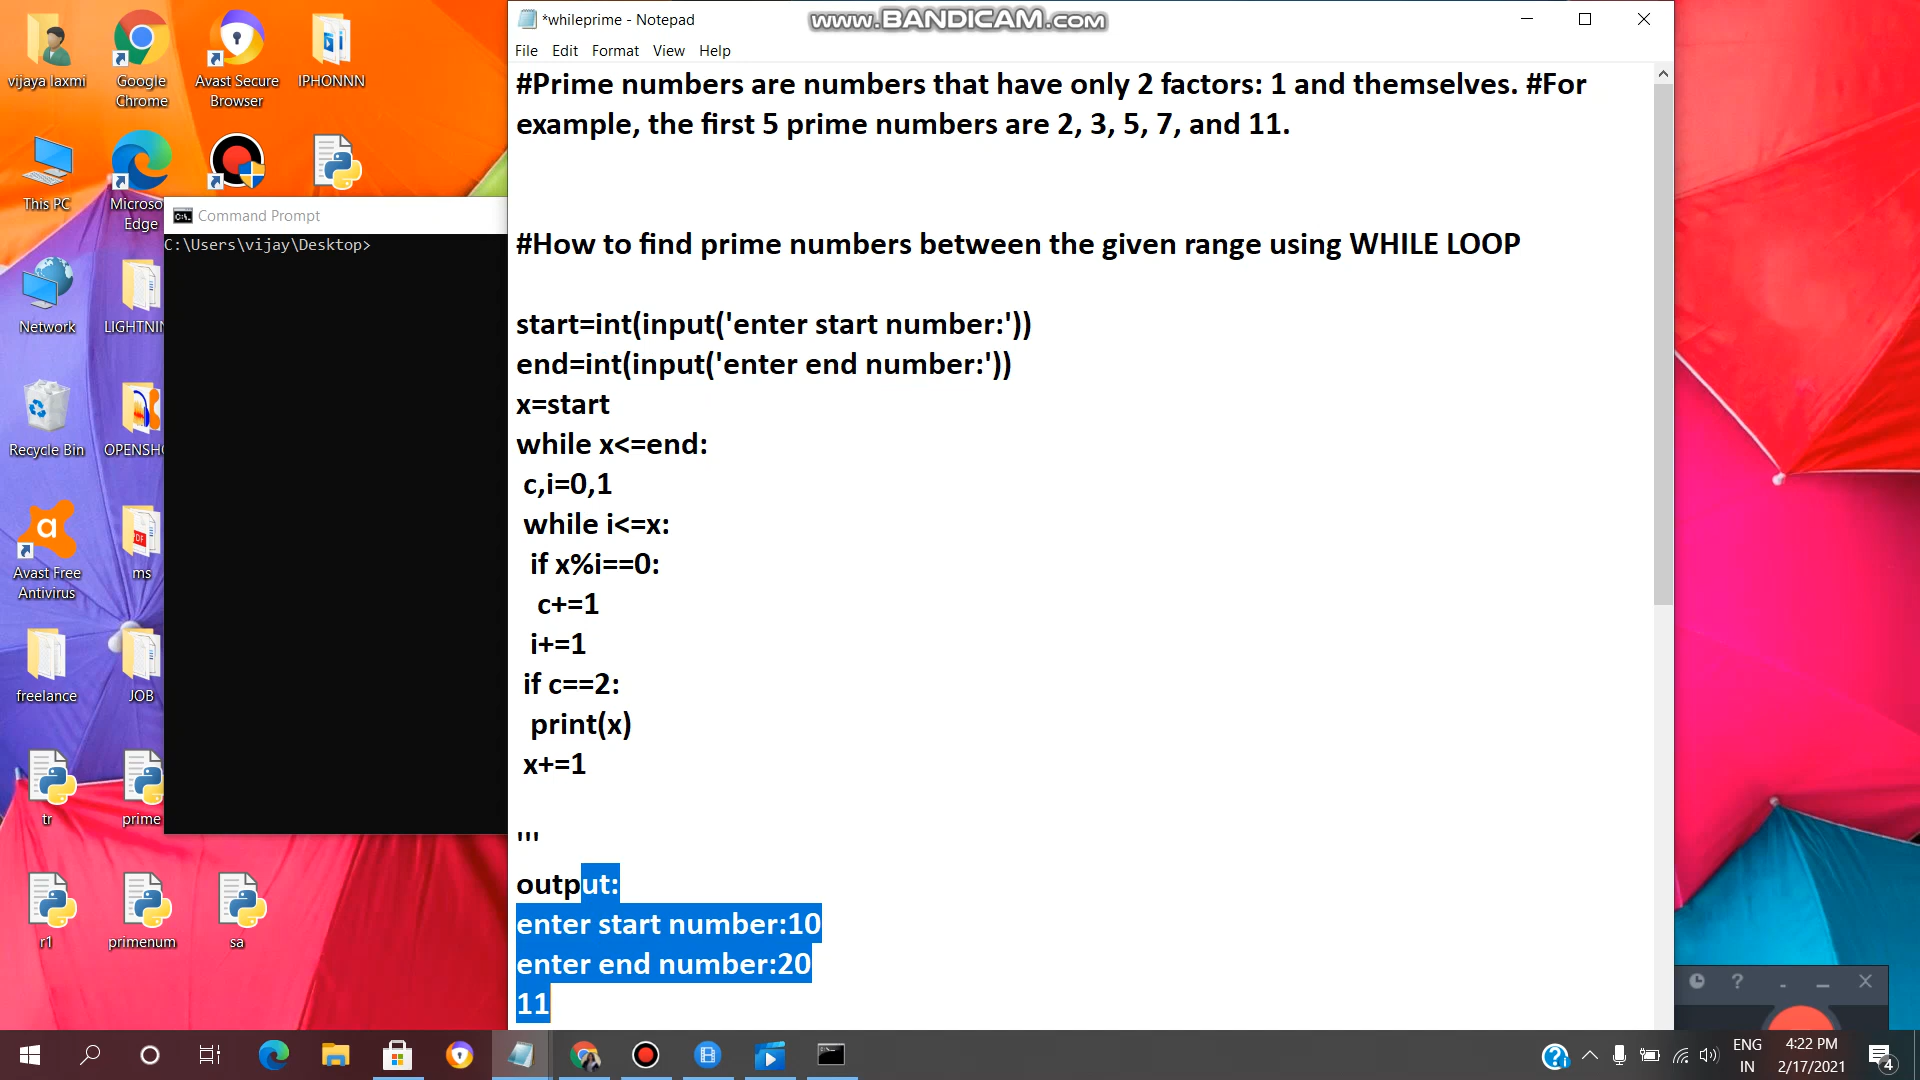 *whileprime - Notepad
www.BANDICAM.com
File Edit Format View Help
#Prime numbers are numbers that have only 2 factors: 1 and themselves. #For
example, the first 5 prime numbers are 2, 3, 5, 7, and 11.
#How to find prime numbers between the given range using WHILE LOOP
start=int(input('enter start number:'))
end=int(input('enter end number:'))
x=start
while x<=end:
 c,i=0,1
 while i<=x:
  if x%i==0:
   c+=1
  i+=1
 if c==2:
  print(x)
 x+=1
'''
output:
enter start number:10
enter end number:20
11
Command Prompt
C:\Users\vijay\Desktop>
vijaya laxmi
Google
Chrome
Avast Secure
Browser
IPHONNN
This PC
Microso
Edge
Network
LIGHTNIN
Recycle Bin
OPENSH
Avast Free
Antivirus
ms
PDF
freelance
JOB
tr
prime
r1
primenum
sa
ENG
IN
4:22 PM
2/17/2021
4